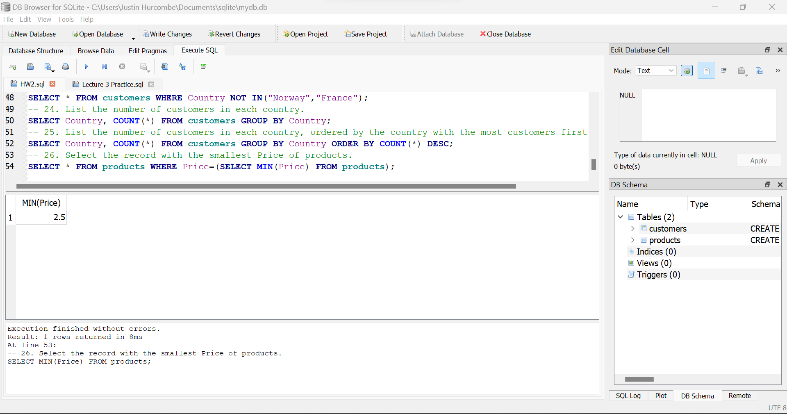 DB Browser for SQLite - C:\Users\Justin Hurcombe\Documents\sqlite\mydb.db
File Edit View Tools Help
New Database Open Database Write Changes Revert Changes Open Project Save Project Attach Database Close Database
Database Structure Browse Data Edit Pragmas Execute SQL
HW2.sql Lecture 3 Practice.sql
48 SELECT * FROM customers WHERE Country NOT IN("Norway","France");
49 -- 24. List the number of customers in each country.
50 SELECT Country, COUNT(*) FROM customers GROUP BY Country;
51 -- 25. List the number of customers in each country, ordered by the country with the most customers first
52 SELECT Country, COUNT(*) FROM customers GROUP BY Country ORDER BY COUNT(*) DESC;
53 -- 26. Select the record with the smallest Price of products.
54 SELECT * FROM products WHERE Price=(SELECT MIN(Price) FROM products);
MIN(Price)
1 2.5
Execution finished without errors.
Result: 1 rows returned in 8ms
At line 53:
-- 26. Select the record with the smallest Price of products.
SELECT MIN(Price) FROM products;
Edit Database Cell
Mode: Text
NULL
Type of data currently in cell: NULL
0 byte(s)
Apply
DB Schema
Name Type Schema
Tables (2)
customers CREATE
products CREATE
Indices (0)
Views (0)
Triggers (0)
SQL Log Plot DB Schema Remote
UTF-8